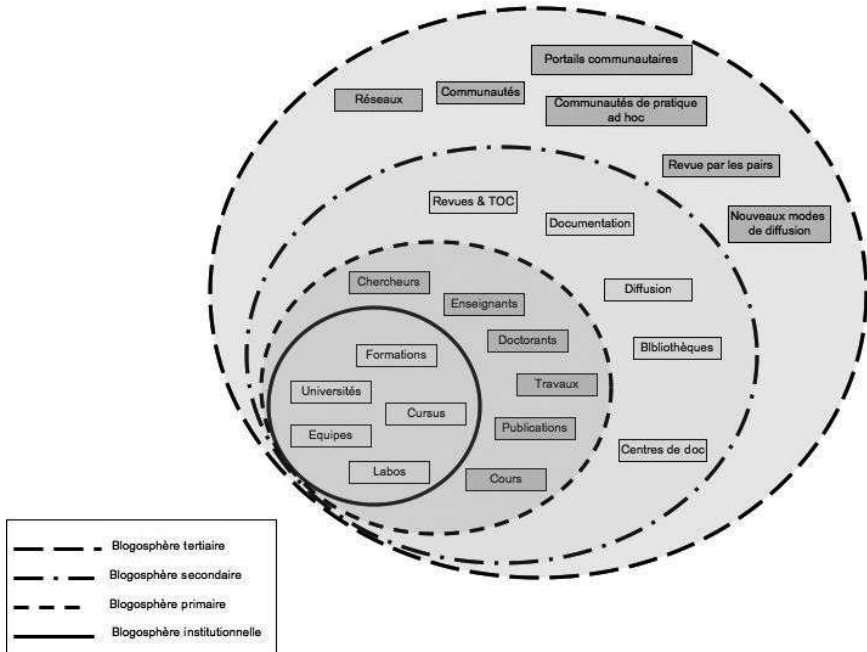 Portails communautaires
Réseaux
Communautés
Communautés de pratique
ad hoc
Revue par les pairs
Revues & TOC
Documentation
Nouveaux modes
de diffusion
Chercheurs
Enseignants
Diffusion
Doctorants
BIbliothèques
Formations
Travaux
Universités
Cursus
Publications
Equipes
Centres de doc
Labos
Cours
Blogosphère tertiaire
Blogosphère secondaire
Blogosphère primaire
Blogosphère institutionnelle